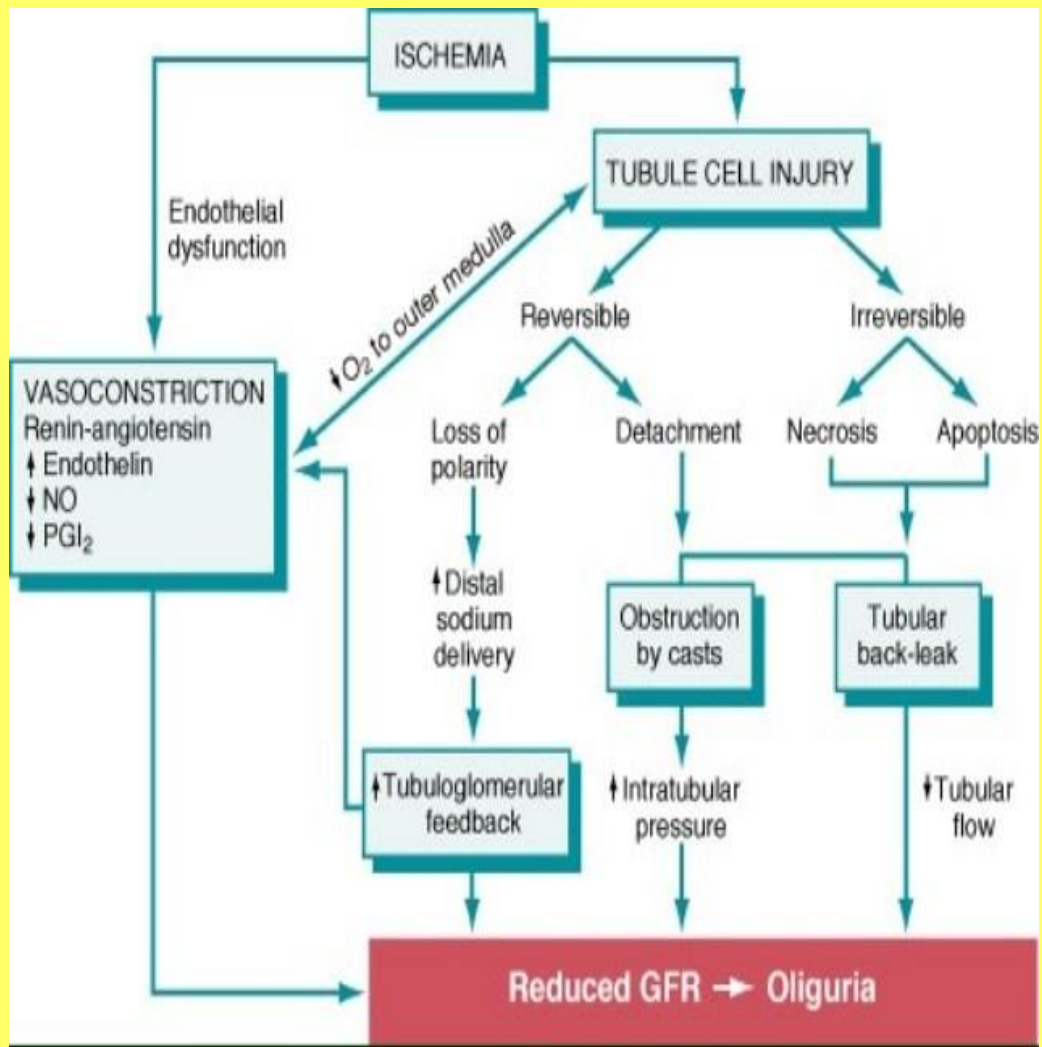 ISCHEMIA
TUBULE CELL INJURY
Endothelial
dysfunction
↓O₂ to outer medulla
Reversible
Irreversible
VASOCONSTRICTION
Renin-angiotensin
↑ Endothelin
↓ NO
↓ PGI₂
Loss of
polarity
Detachment
Necrosis
Apoptosis
↑Distal
sodium
delivery
Obstruction
by casts
Tubular
back-leak
↑Tubuloglomerular
feedback
↑Intratubular
pressure
↓Tubular
flow
Reduced GFR → Oliguria